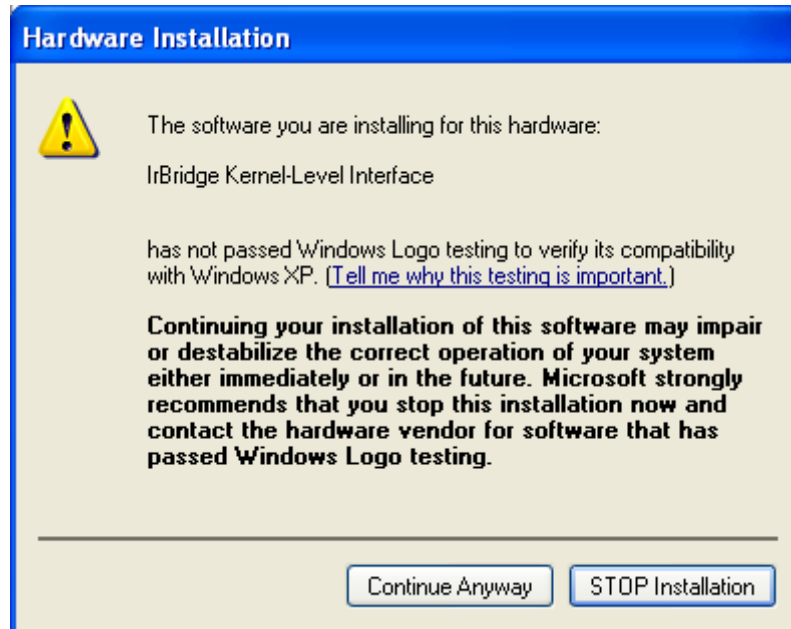 Hardware Installation
The software you are installing for this hardware:
IrBridge Kernel-Level Interface
has not passed Windows Logo testing to verify its compatibility
with Windows XP. (Tell me why this testing is important.)
Continuing your installation of this software may impair
or destabilize the correct operation of your system
either immediately or in the future. Microsoft strongly
recommends that you stop this installation now and
contact the hardware vendor for software that has
passed Windows Logo testing.
Continue Anyway
STOP Installation